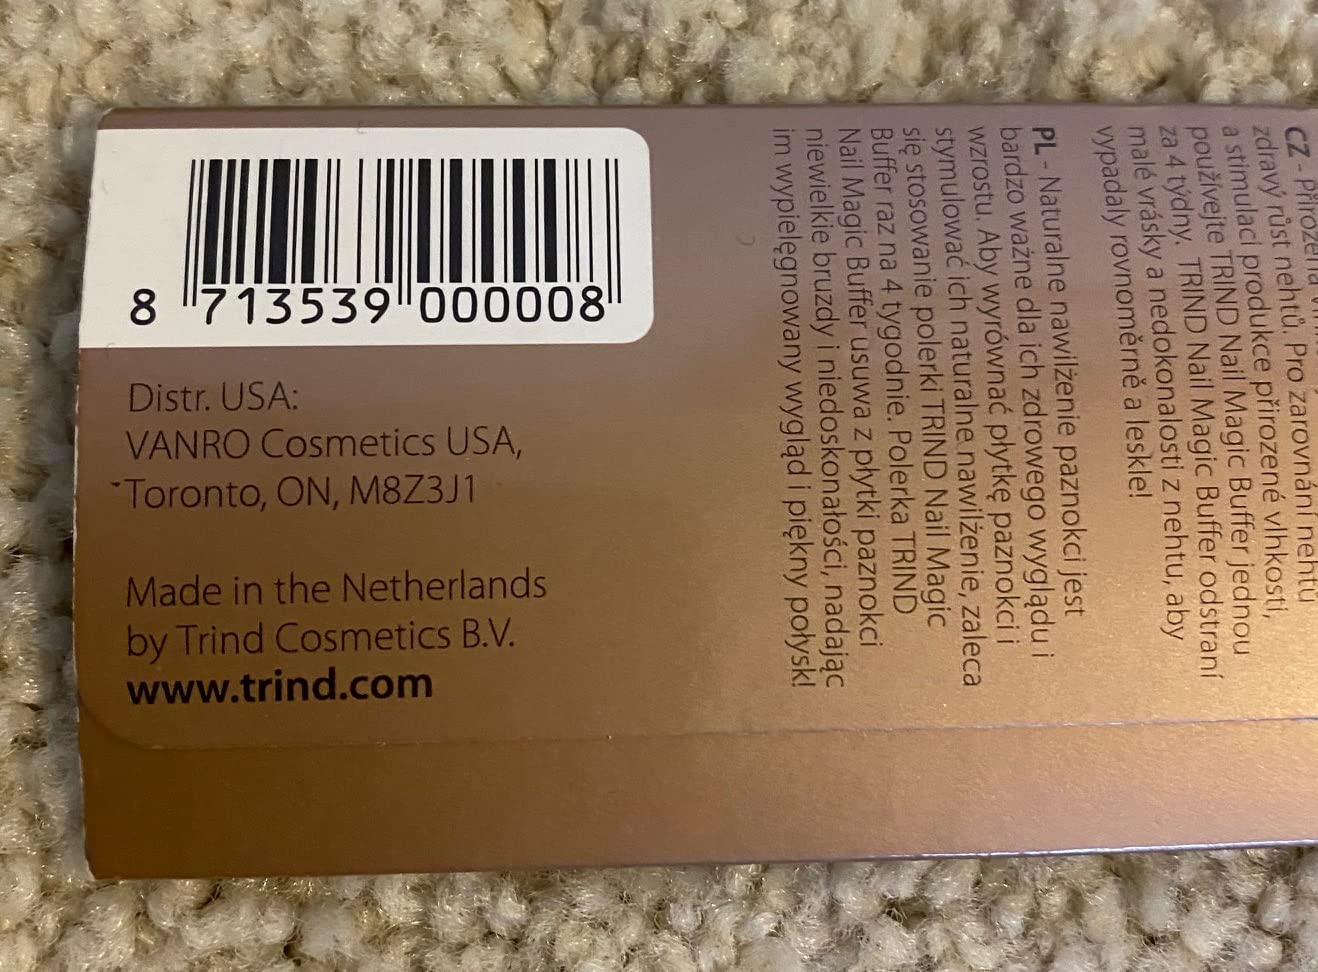 8 713539 000008
Distr. USA:
VANRO Cosmetics USA,
Toronto, ON, M8Z3J1
Made in the Netherlands
by Trind Cosmetics B.V.
www.trind.com
CZ - Přirozená
zdravý růst nehtů. Pro zarovnání nehtů
a stimulaci produkce přirozené vlhkosti,
používejte TRIND Nail Magic Buffer jednou
za 4 týdny. TRIND Nail Magic Buffer odstraní
malé vrásky a nedokonalosti z nehtu, aby
vypadaly rovnoměrně a leskle!
PL - Naturalne nawilżenie paznokci jest
bardzo ważne dla ich zdrowego wyglądu i
wzrostu. Aby wyrównać płytkę paznokci i
stymulować ich naturalne nawilżenie, zaleca
się stosowanie polerki TRIND Nail Magic
Buffer raz na 4 tygodnie. Polerka TRIND
Nail Magic Buffer usuwa z płytki paznokci
niewielkie bruzdy i niedoskonałości, nadając
im wypielęgnowany wygląd i piękny połysk!